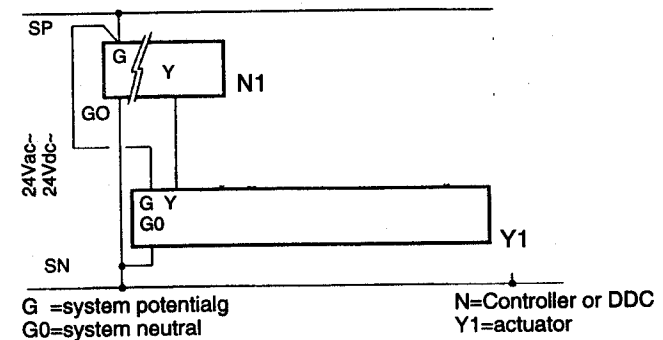 SP
G
Y
N1
GO
24Vac~
24Vdc~
G Y
G0
Y1
SN
G =system potentialg
G0=system neutral
N=Controller or DDC
Y1=actuator